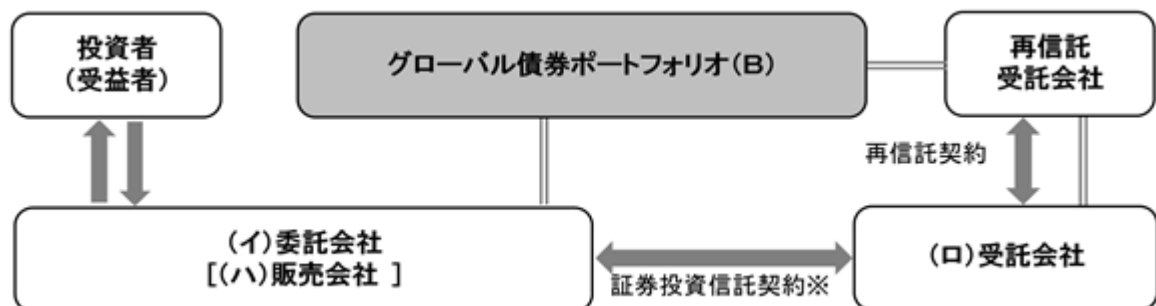 投資者
(受益者)
グローバル債券ポートフォリオ(B)
再信託
受託会社
再信託契約
(イ)委託会社
[(ハ)販売会社 ]
証券投資信託契約※
(ロ)受託会社